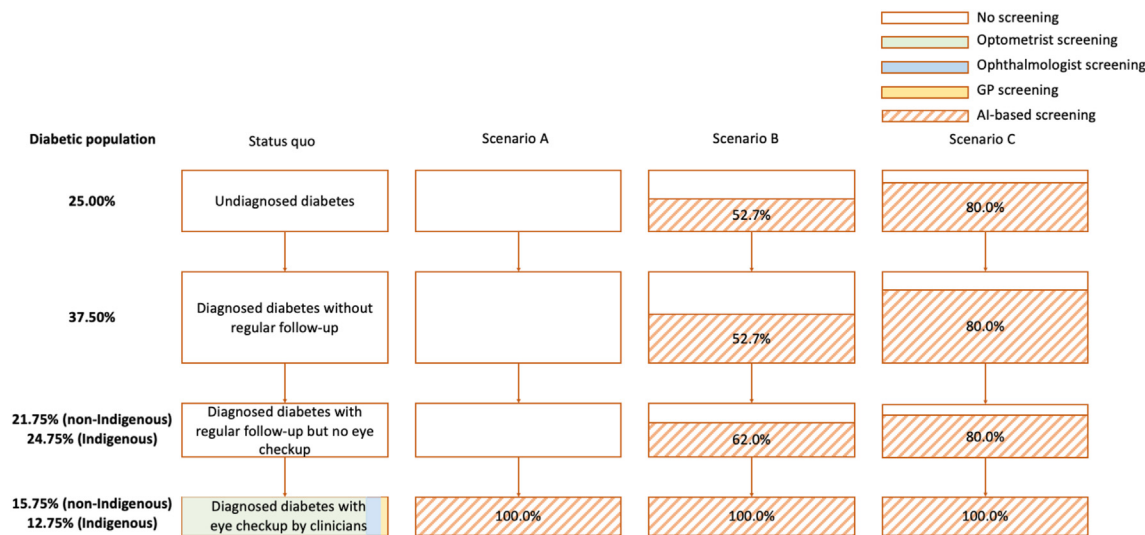 No screening
Optometrist screening
Ophthalmologist screening
GP screening
AI-based screening
Diabetic population
Status quo
Scenario A
Scenario B
Scenario C
25.00%
Undiagnosed diabetes
52.7%
80.0%
37.50%
Diagnosed diabetes without
regular follow-up
52.7%
80.0%
21.75% (non-Indigenous)
24.75% (Indigenous)
Diagnosed diabetes with
regular follow-up but no eye
checkup
62.0%
80.0%
15.75% (non-Indigenous)
12.75% (Indigenous)
Diagnosed diabetes with
eye checkup by clinicians
100.0%
100.0%
100.0%